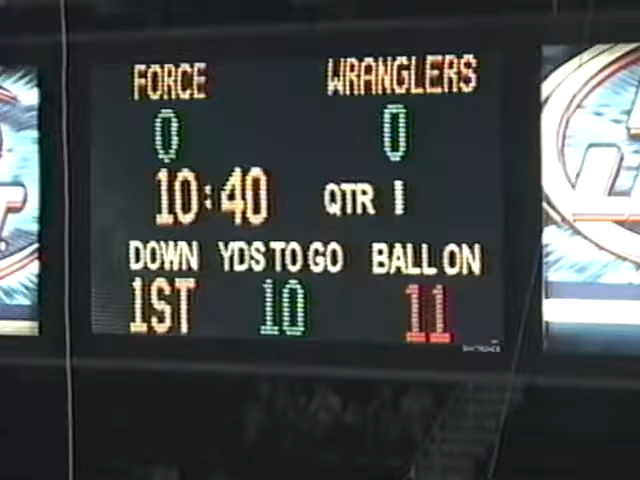 FORCE WRANGLERS
0 0
10:40 QTR 1
DOWN YDS TO GO BALL ON
1ST 10 11